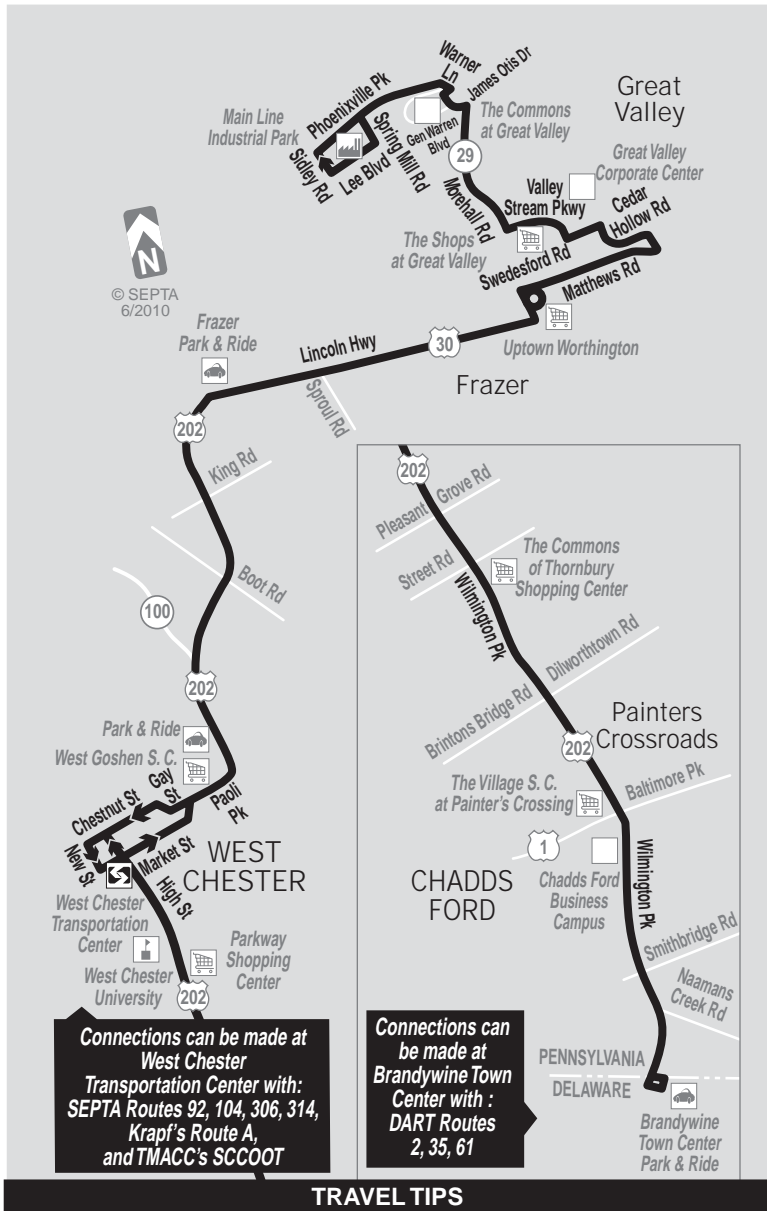 Warner
Ln
James Otis Dr
Phoenixville Pk
Great
Valley
Main Line
Industrial Park
Gen Warren
Blvd
The Commons
at Great Valley
Sidley Rd
Lee Blvd
Spring Mill Rd
29
Great Valley
Corporate Center
Morehall Rd
Valley
Stream Pkwy
Cedar
Hollow Rd
The Shops
at Great Valley
Swedesford Rd
Matthews Rd
N
© SEPTA
6/2010
Frazer
Park & Ride
Lincoln Hwy
30
Uptown Worthington
Frazer
Sproul Rd
202
King Rd
Boot Rd
100
202
Park & Ride
West Goshen S. C.
Gay
St
Paoli
Pk
Chestnut St
New St
Market St
High St
WEST
CHESTER
West Chester
Transportation
Center
West Chester
University
Parkway
Shopping
Center
202
Connections can be made at
West Chester
Transportation Center with:
SEPTA Routes 92, 104, 306, 314,
Krapf's Route A,
and TMACC's SCCOOT
202
Pleasant Grove Rd
Street Rd
The Commons
of Thornbury
Shopping Center
Wilmington Pk
Brintons Bridge Rd
Dilworthtown Rd
202
Painters
Crossroads
The Village S. C.
at Painter's Crossing
Baltimore Pk
1
CHADDS
FORD
Chadds Ford
Business
Campus
Wilmington Pk
Smithbridge Rd
Naamans
Creek Rd
PENNSYLVANIA
DELAWARE
Brandywine
Town Center
Park & Ride
Connections can
be made at
Brandywine Town
Center with :
DART Routes
2, 35, 61
TRAVEL TIPS